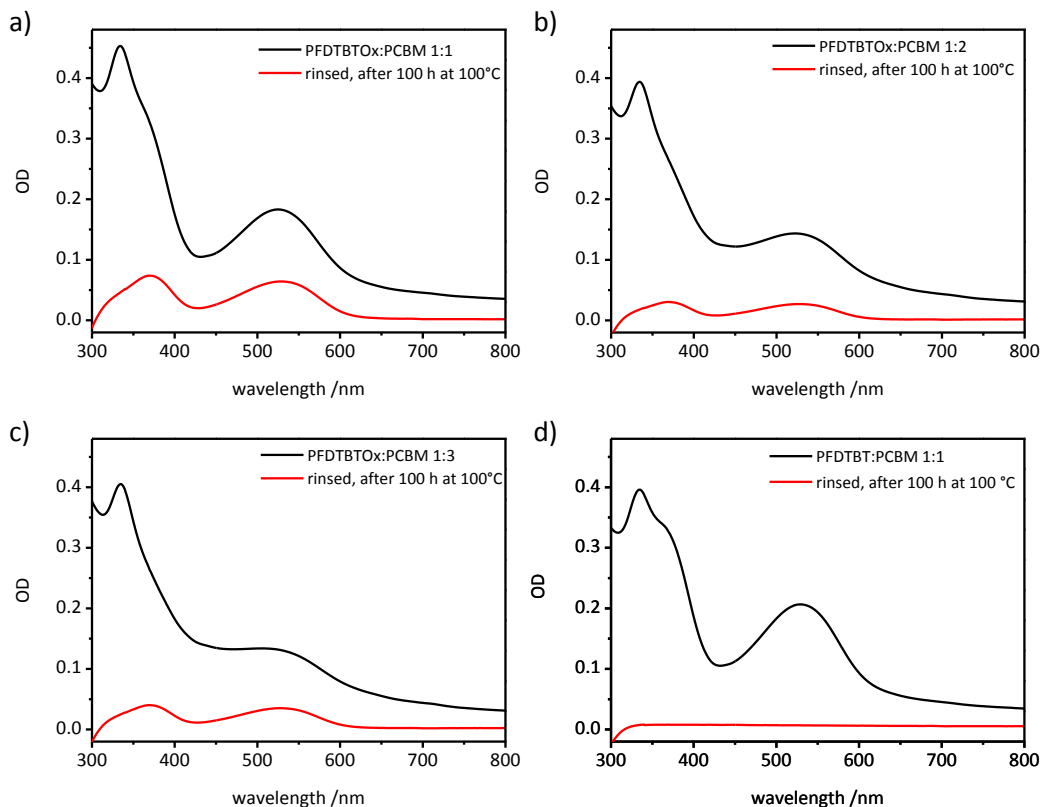 a)
PFDTBTOx:PCBM 1:1
rinsed, after 100 h at 100°C
OD
0.4
0.3
0.2
0.1
0.0
300 400 500 600 700 800
wavelength /nm
b)
PFDTBTOx:PCBM 1:2
rinsed, after 100 h at 100°C
OD
0.4
0.3
0.2
0.1
0.0
300 400 500 600 700 800
wavelength /nm
c)
PFDTBTOx:PCBM 1:3
rinsed, after 100 h at 100°C
OD
0.4
0.3
0.2
0.1
0.0
300 400 500 600 700 800
wavelength /nm
d)
PFDTBT:PCBM 1:1
rinsed, after 100 h at 100 °C
OD
0.4
0.3
0.2
0.1
0.0
300 400 500 600 700 800
wavelength /nm